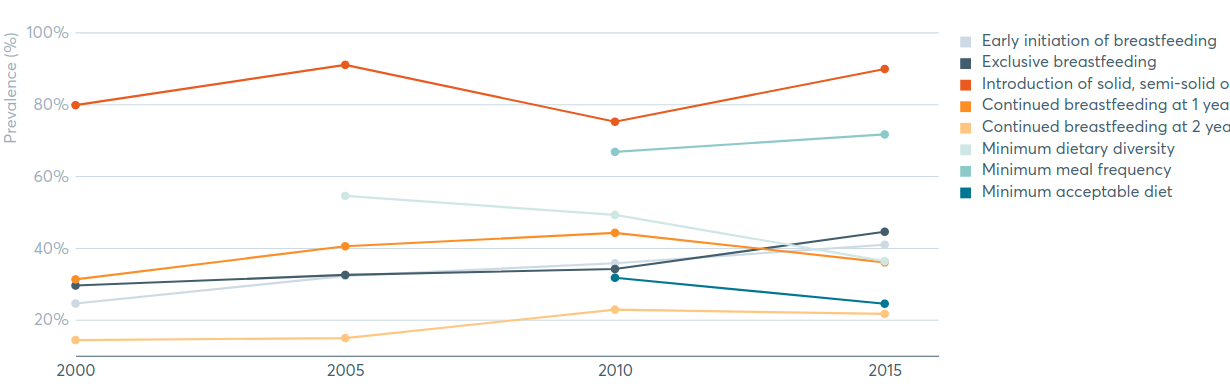 Prevalence (%)
100%
80%
60%
40%
20%
2000
2005
2010
2015
Early initiation of breastfeeding
Exclusive breastfeeding
Introduction of solid, semi-solid o
Continued breastfeeding at 1 yea
Continued breastfeeding at 2 yea
Minimum dietary diversity
Minimum meal frequency
Minimum acceptable diet